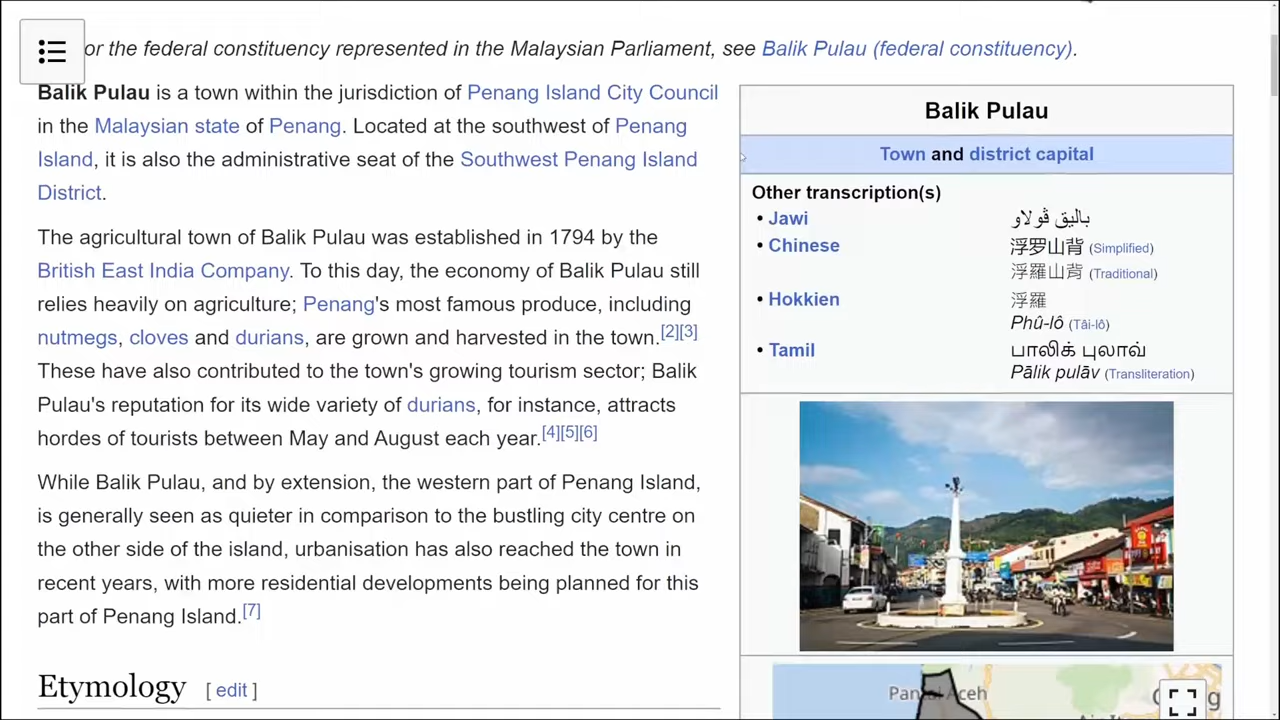 or the federal constituency represented in the Malaysian Parliament, see Balik Pulau (federal constituency).
Balik Pulau is a town within the jurisdiction of Penang Island City Council
in the Malaysian state of Penang. Located at the southwest of Penang
Island, it is also the administrative seat of the Southwest Penang Island
District.
The agricultural town of Balik Pulau was established in 1794 by the
British East India Company. To this day, the economy of Balik Pulau still
relies heavily on agriculture; Penang's most famous produce, including
nutmegs, cloves and durians, are grown and harvested in the town.[2][3]
These have also contributed to the town's growing tourism sector; Balik
Pulau's reputation for its wide variety of durians, for instance, attracts
hordes of tourists between May and August each year.[4][5][6]
While Balik Pulau, and by extension, the western part of Penang Island,
is generally seen as quieter in comparison to the bustling city centre on
the other side of the island, urbanisation has also reached the town in
recent years, with more residential developments being planned for this
part of Penang Island.[7]
Etymology [ edit ]
Balik Pulau
Town and district capital
Other transcription(s)
• Jawi باليق ڤولاو
• Chinese 浮罗山背 (Simplified)
浮羅山背 (Traditional)
• Hokkien 浮羅
Phû-lô (Tâi-lô)
• Tamil பாலிக் புலாவ்
Pālik pulāv (Transliteration)
Aceh